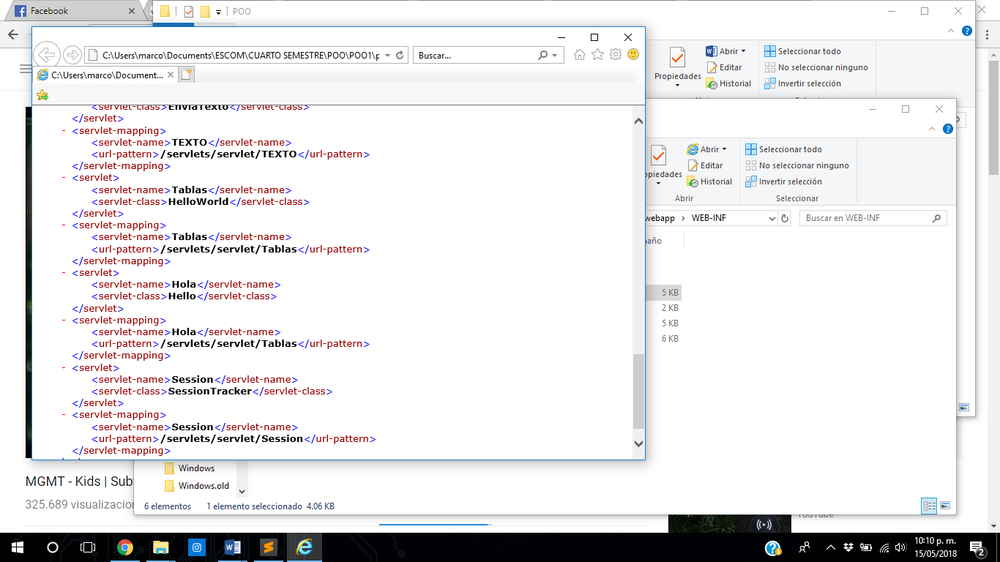 Facebook
POO
C:\Users\marco\Documents\ESCOM\CUARTO SEMESTRE\POO\POO1\p
Buscar...
C:\Users\marco\Document...
<servlet-class>EnviaTexto</servlet-class>
</servlet>
- <servlet-mapping>
<servlet-name>TEXTO</servlet-name>
<url-pattern>/servlets/servlet/TEXTO</url-pattern>
</servlet-mapping>
- <servlet>
<servlet-name>Tablas</servlet-name>
<servlet-class>HelloWorld</servlet-class>
</servlet>
- <servlet-mapping>
<servlet-name>Tablas</servlet-name>
<url-pattern>/servlets/servlet/Tablas</url-pattern>
</servlet-mapping>
- <servlet>
<servlet-name>Hola</servlet-name>
<servlet-class>Hello</servlet-class>
</servlet>
- <servlet-mapping>
<servlet-name>Hola</servlet-name>
<url-pattern>/servlets/servlet/Tablas</url-pattern>
</servlet-mapping>
- <servlet>
<servlet-name>Session</servlet-name>
<servlet-class>SessionTracker</servlet-class>
</servlet>
- <servlet-mapping>
<servlet-name>Session</servlet-name>
<url-pattern>/servlets/servlet/Session</url-pattern>
</servlet-mapping>
Propiedades
Abrir
Editar
Historial
Seleccionar todo
No seleccionar ninguno
Invertir selección
piedades
Abrir
Editar
Historial
Abrir
Seleccionar todo
No seleccionar ninguno
Invertir selección
Seleccionar
webapp > WEB-INF
Buscar en WEB-INF
año
5 KB
2 KB
5 KB
6 KB
Windows
Windows.old
6 elementos 1 elemento seleccionado 4.06 KB
MGMT - Kids | Sub
325.689 visualizacion
YouTube
10:10 p. m.
15/05/2018
2